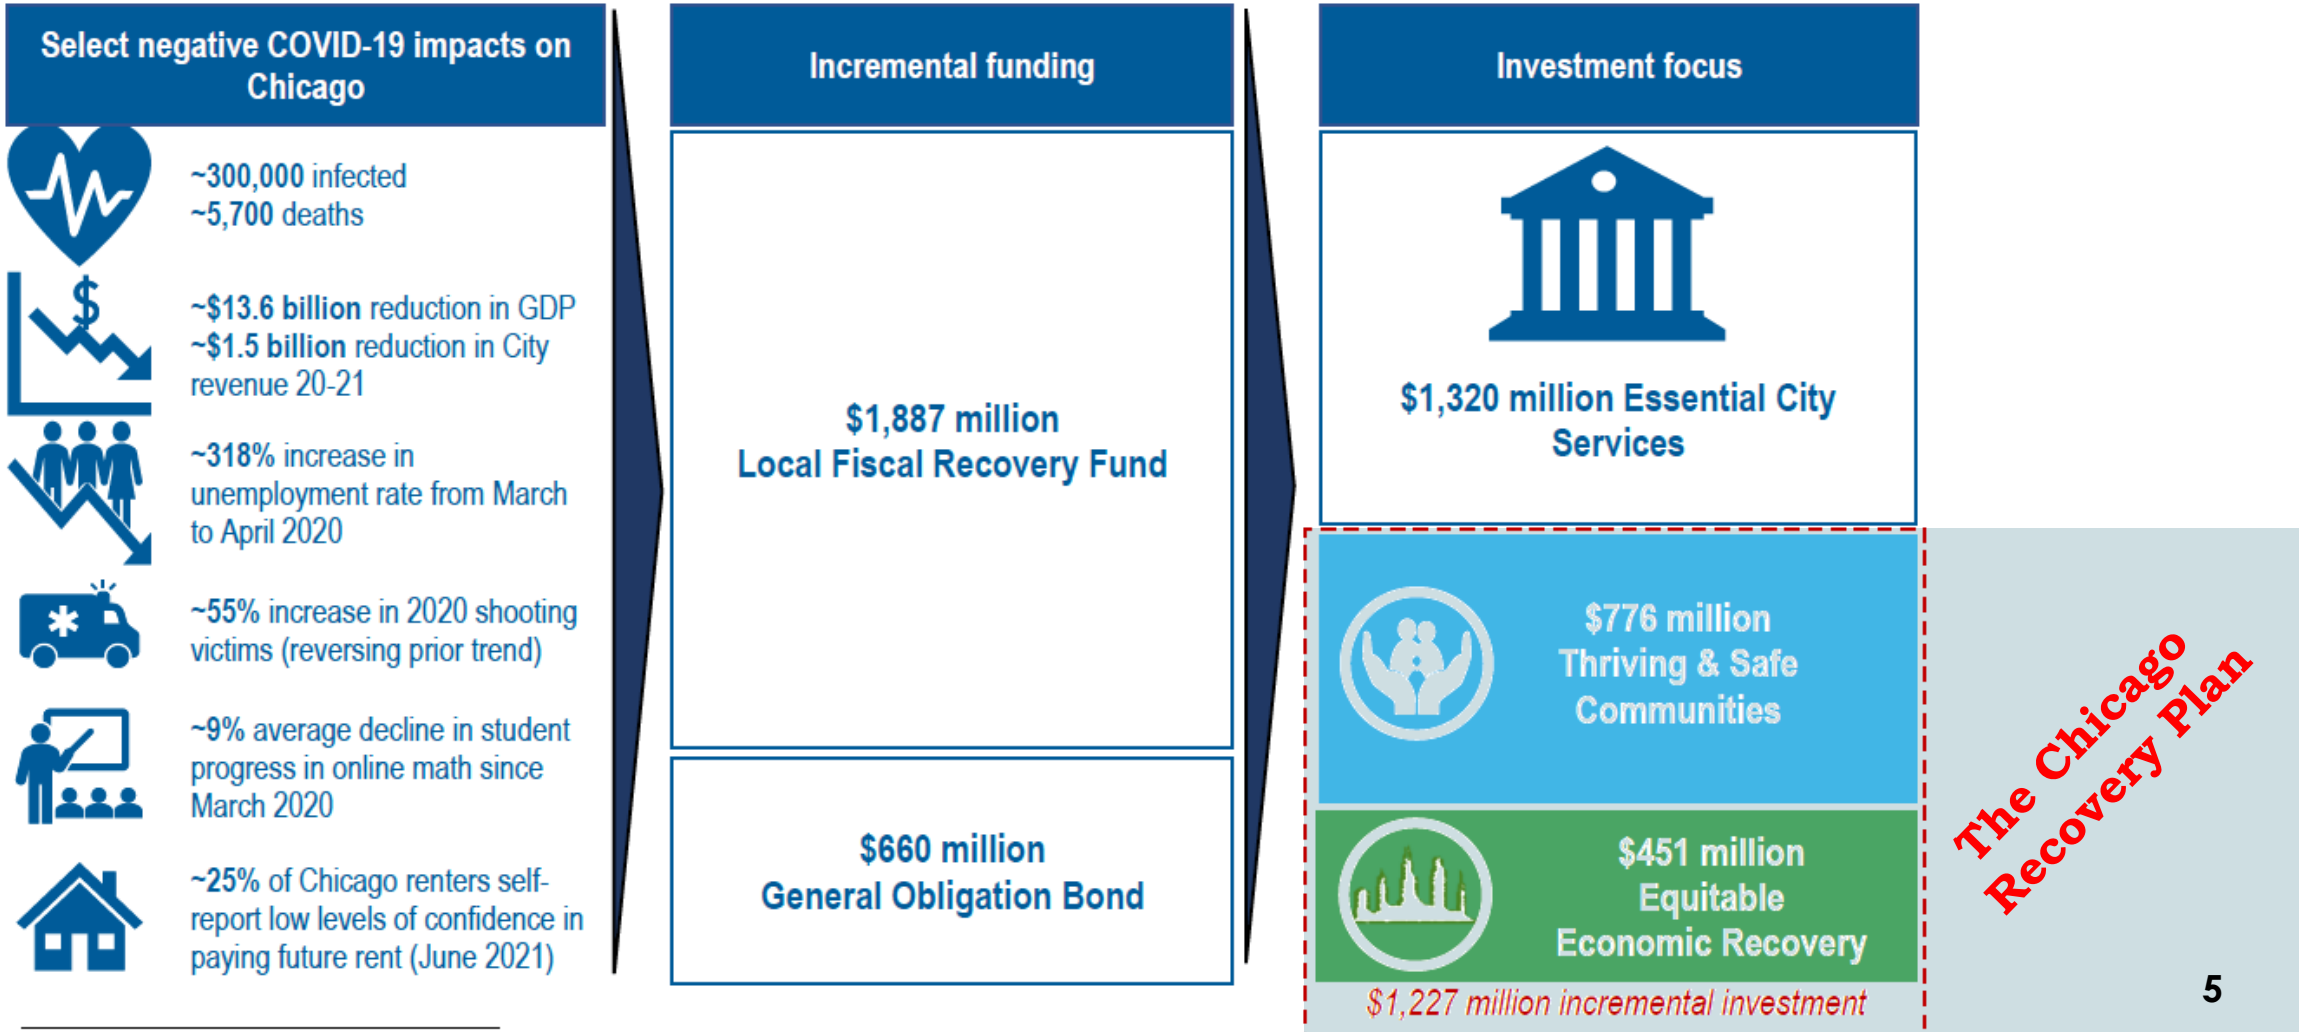 Select negative COVID-19 impacts on
Chicago
~300,000 infected
~5,700 deaths
$
~$13.6 billion reduction in GDP
~$1.5 billion reduction in City
revenue 20-21
~318% increase in
unemployment rate from March
to April 2020
~55% increase in 2020 shooting
victims (reversing prior trend)
~9% average decline in student
progress in online math since
March 2020
~25% of Chicago renters self-
report low levels of confidence in
paying future rent (June 2021)
Incremental funding
$1,887 million
Local Fiscal Recovery Fund
$660 million
General Obligation Bond
Investment focus
$1,320 million Essential City
Services
$776 million
Thriving & Safe
Communities
$451 million
Equitable
Economic Recovery
$1,227 million incremental investment
The Chicago
Recovery Plan
5